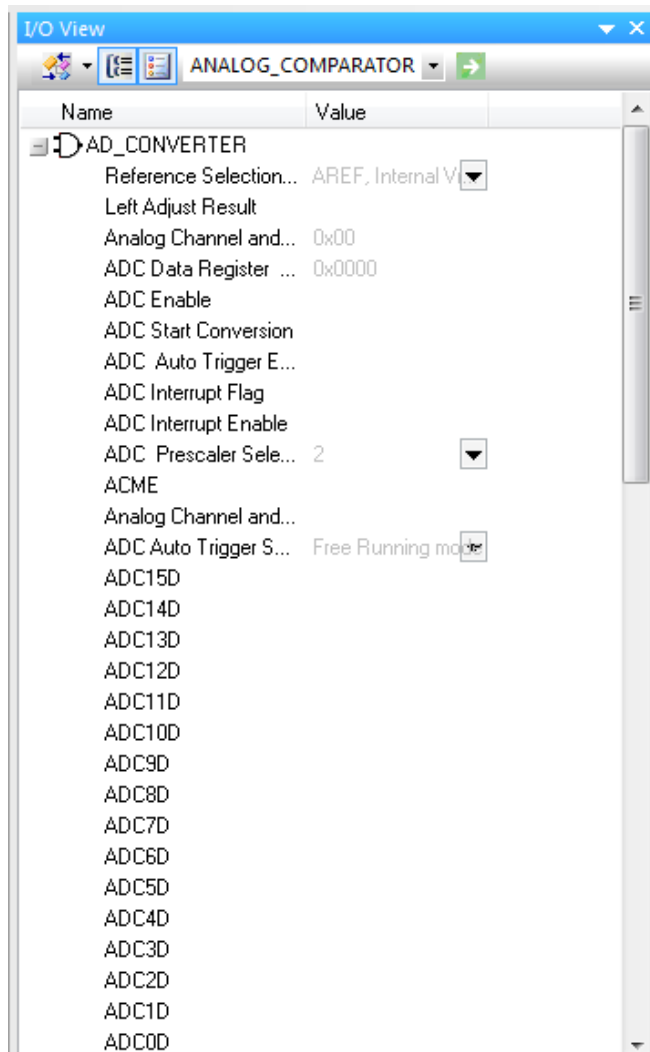 I/O View
ANALOG_COMPARATOR
Name Value
AD_CONVERTER
Reference Selection... AREF, Internal
Left Adjust Result
Analog Channel and... 0x00
ADC Data Register ... 0x0000
ADC Enable
ADC Start Conversion
ADC Auto Trigger E...
ADC Interrupt Flag
ADC Interrupt Enable
ADC Prescaler Sele... 2
ACME
Analog Channel and...
ADC Auto Trigger S... Free Running mode
ADC15D
ADC14D
ADC13D
ADC12D
ADC11D
ADC10D
ADC9D
ADC8D
ADC7D
ADC6D
ADC5D
ADC4D
ADC3D
ADC2D
ADC1D
ADC0D